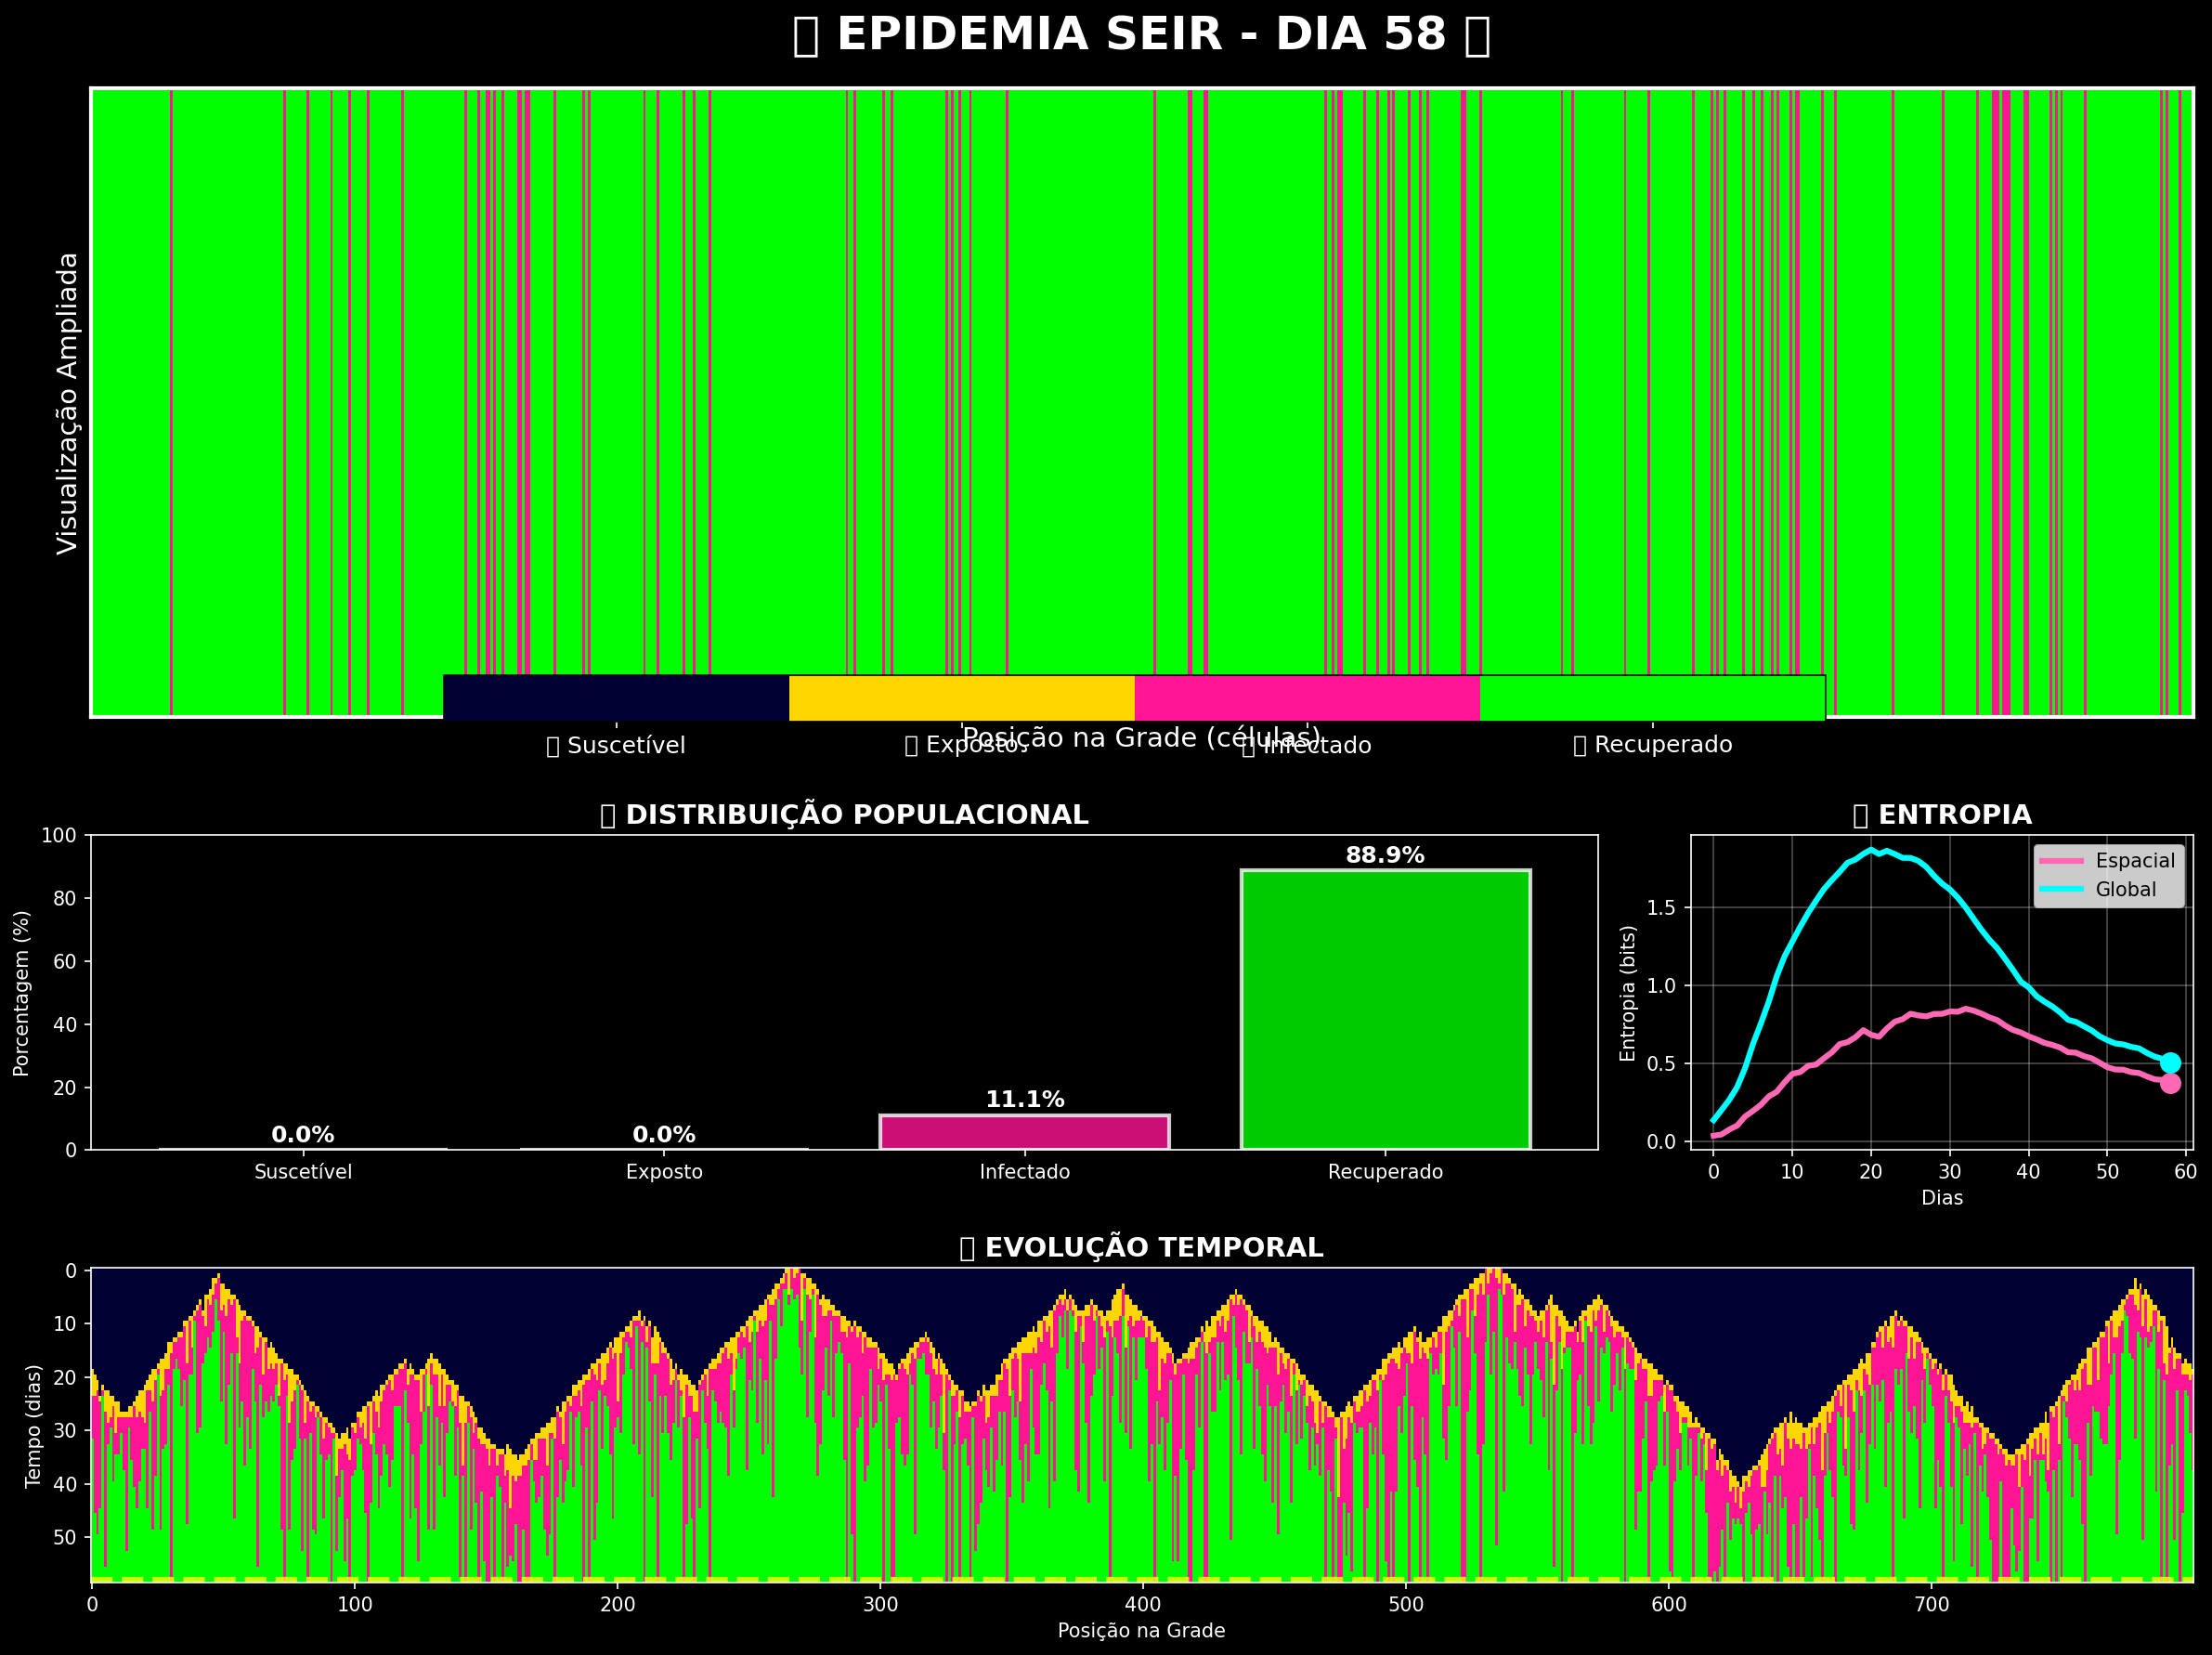 EPIDEMIA SEIR - DIA 58
Visualização Ampliada
Posição na Grade (células)
Suscetível
Exposto
Infectado
Recuperado
DISTRIBUIÇÃO POPULACIONAL
Porcentagem (%)
100
80
60
40
20
0
0.0%
0.0%
11.1%
88.9%
Suscetível
Exposto
Infectado
Recuperado
ENTROPIA
Entropia (bits)
1.5
1.0
0.5
0.0
Espacial
Global
0 10 20 30 40 50 60
Dias
EVOLUÇÃO TEMPORAL
Tempo (dias)
0
10
20
30
40
50
0 100 200 300 400 500 600 700
Posição na Grade